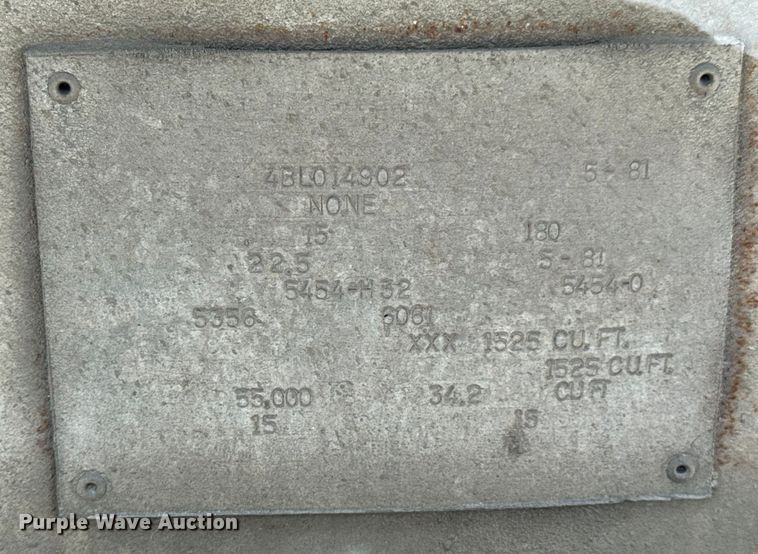 4BL014902 5-81
NONE
15 180
22.5 5-81
5454-H32 5454-0
5356 6061
XXX 1525 CU. FT.
1525 CU.FT.
55,000 34.2 CU FT
15 15
Purple Wave Auction